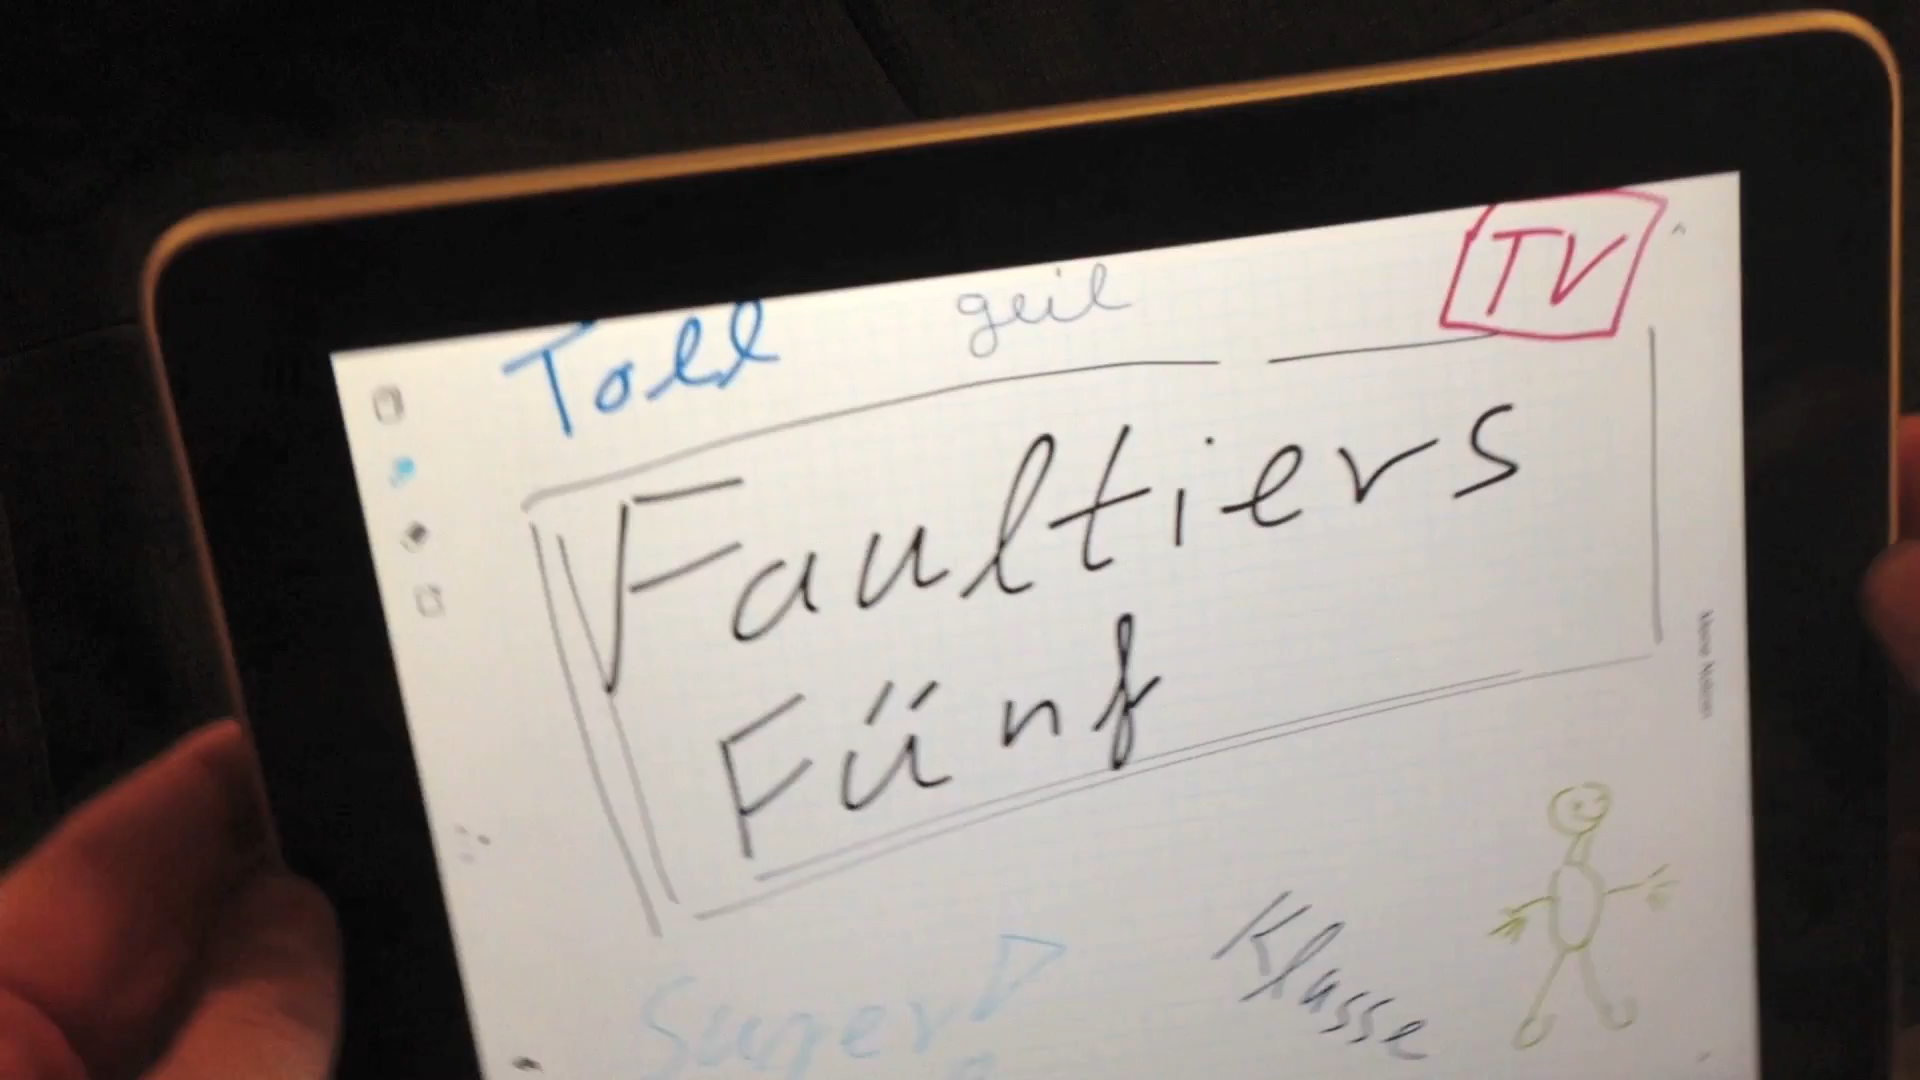 Toll geil TV
Faultiers
Fünf
Klasse
Super